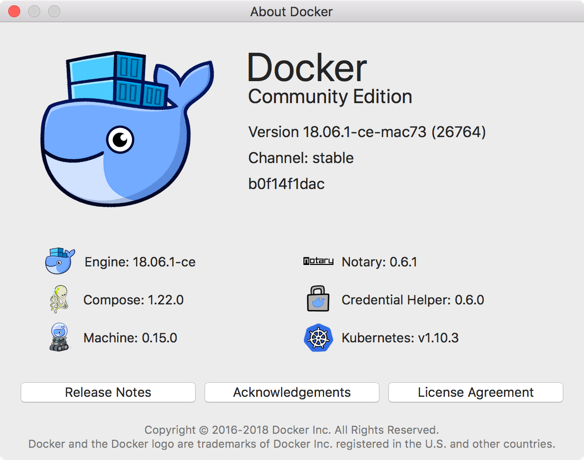 About Docker
Docker
Community Edition
Version 18.06.1-ce-mac73 (26764)
Channel: stable
b0f14f1dac
Engine: 18.06.1-ce
notary
Notary: 0.6.1
Compose: 1.22.0
Credential Helper: 0.6.0
Machine: 0.15.0
Kubernetes: v1.10.3
Release Notes
Acknowledgements
License Agreement
Copyright © 2016-2018 Docker Inc. All Rights Reserved.
Docker and the Docker logo are trademarks of Docker Inc. registered in the U.S. and other countries.